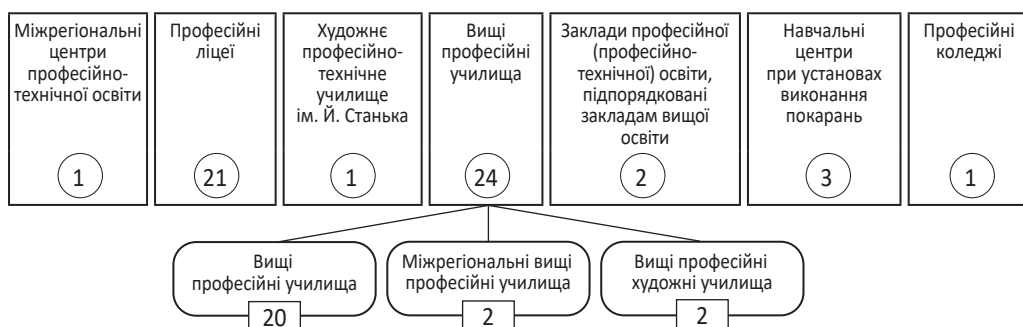 Міжрегіональні
центри
професійно-
технічної освіти
1
Професійні
ліцеї
21
Художнє
професійно-
технічне
училище
ім. Й. Станька
1
Вищі
професійні
училища
24
Заклади професійної
(професійно-
технічної) освіти,
підпорядковані
закладам вищої
освіти
2
Навчальні
центри
при установах
виконання
покарань
3
Професійні
коледжі
1
Вищі
професійні училища
20
Міжрегіональні вищі
професійні училища
2
Вищі професійні
художні училища
2